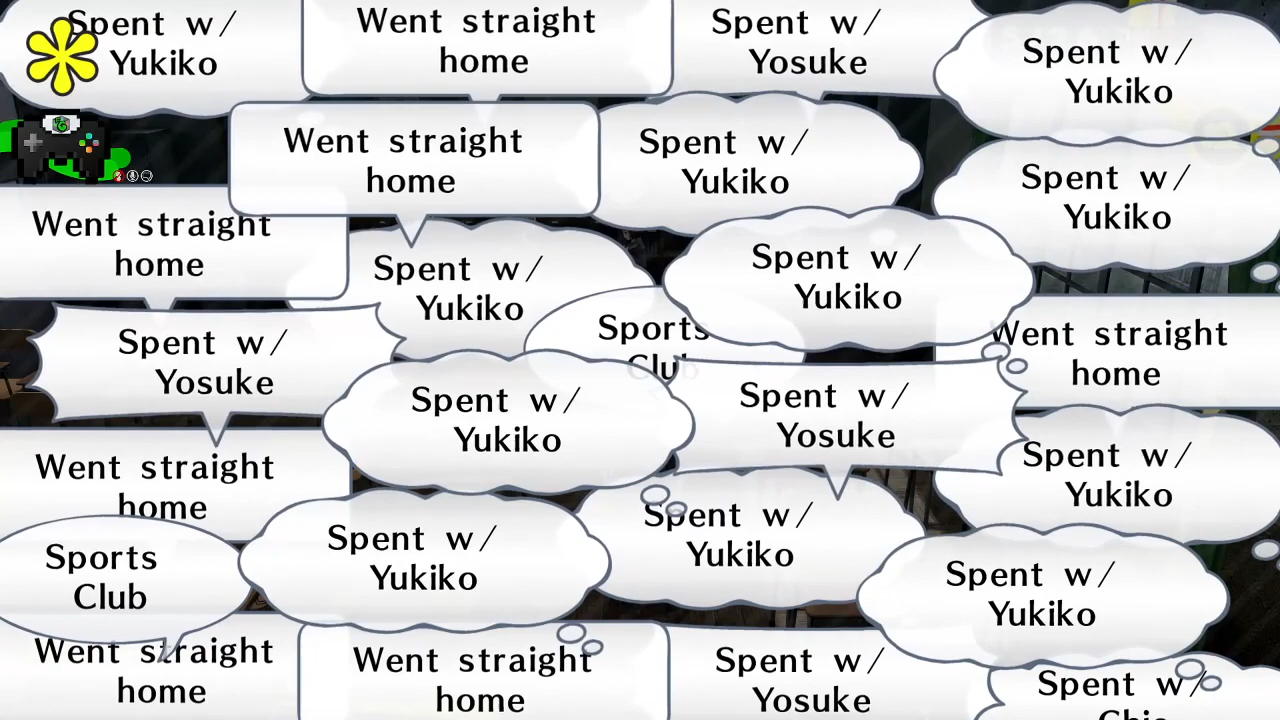 Spent w/
Yukiko
Went straight
home
Spent w/
Yosuke
Spent w/
Yukiko
Went straight
home
Spent w/
Yukiko
Spent w/
Yukiko
Went straight
home
Spent w/
Yukiko
Spent w/
Yukiko
Sports
Club
Went straight
home
Spent w/
Yosuke
Spent w/
Yukiko
Spent w/
Yosuke
Spent w/
Yukiko
Went straight
home
Spent w/
Yukiko
Spent w/
Yukiko
Sports
Club
Spent w/
Yukiko
Went straight
home
Went straight
home
Spent w/
Yosuke
Spent w/
Chie